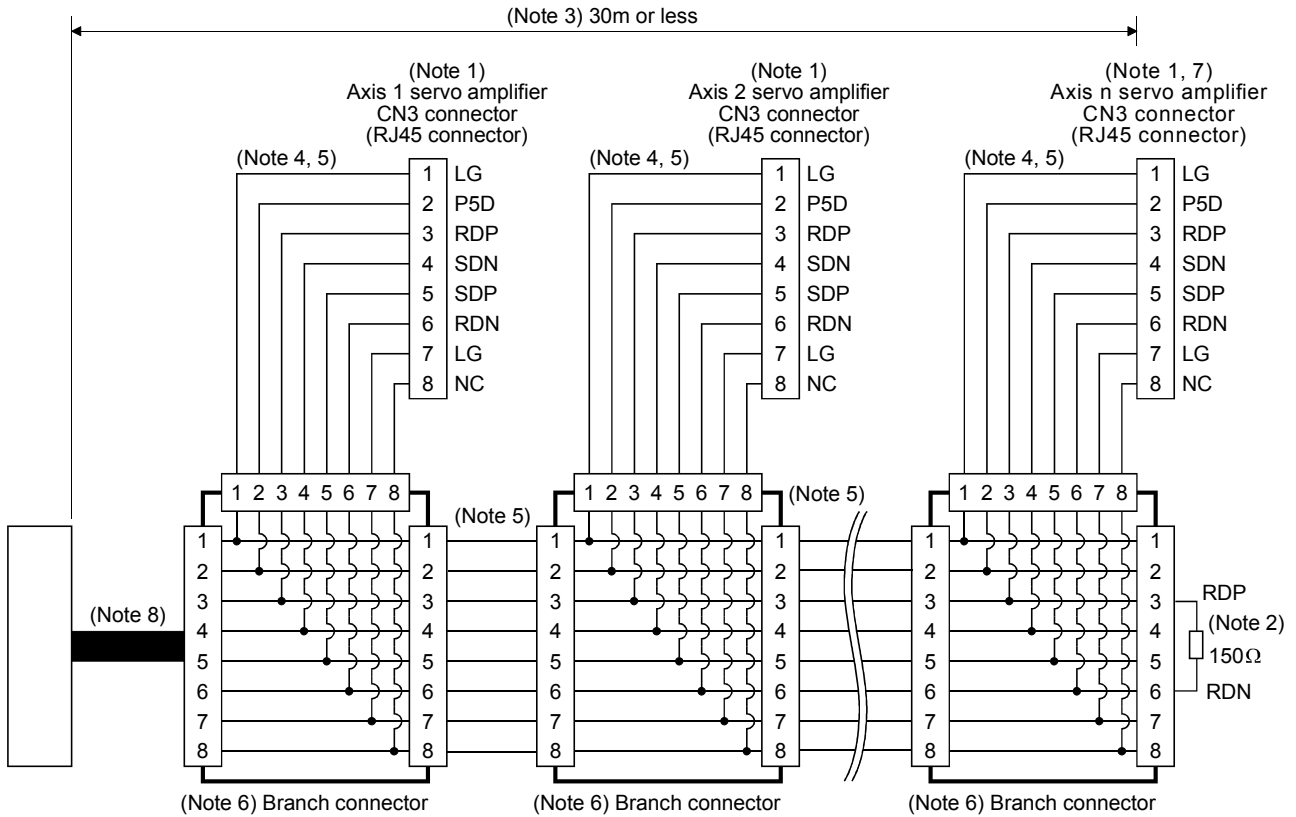 (Note 3) 30m or less
(Note 1)
Axis 1 servo amplifier
CN3 connector
(RJ45 connector)
(Note 1)
Axis 2 servo amplifier
CN3 connector
(RJ45 connector)
(Note 1, 7)
Axis n servo amplifier
CN3 connector
(RJ45 connector)
(Note 4, 5)
1 LG
2 P5D
3 RDP
4 SDN
5 SDP
6 RDN
7 LG
8 NC
(Note 4, 5)
1 LG
2 P5D
3 RDP
4 SDN
5 SDP
6 RDN
7 LG
8 NC
(Note 4, 5)
1 LG
2 P5D
3 RDP
4 SDN
5 SDP
6 RDN
7 LG
8 NC
(Note 8)
1 2 3 4 5 6 7 8
1 1
2 2
3 3
4 4
5 5
6 6
7 7
8 8
(Note 6) Branch connector
(Note 5)
1 2 3 4 5 6 7 8
1 1
2 2
3 3
4 4
5 5
6 6
7 7
8 8
(Note 6) Branch connector
(Note 5)
1 2 3 4 5 6 7 8
1 1
2 2
3 3
4 4
5 5
6 6
7 7
8 8
(Note 6) Branch connector
RDP
(Note 2)
150Ω
RDN